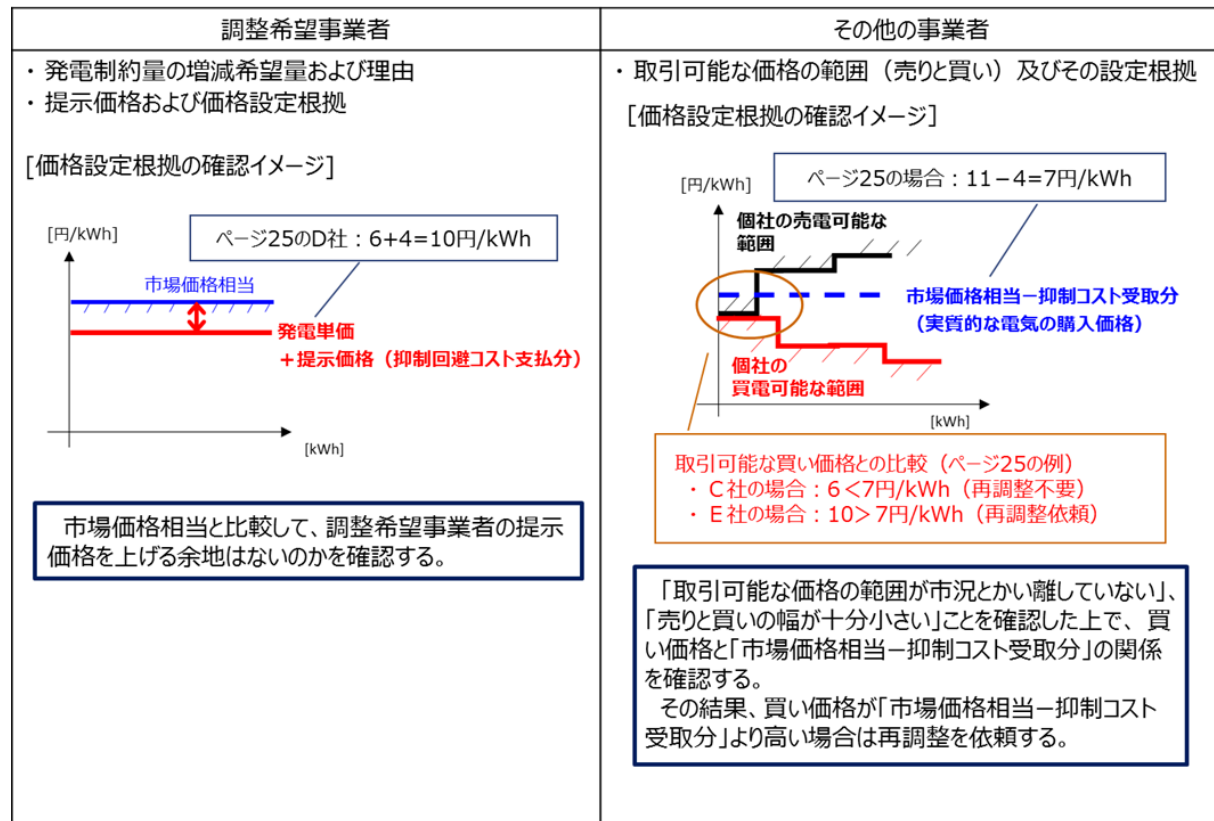 調整希望事業者
・ 発電制約量の増減希望量および理由
・ 提示価格および価格設定根拠
[価格設定根拠の確認イメージ]
[円/kWh]
ページ25のD社：6+4=10円/kWh
市場価格相当
発電単価
＋提示価格（抑制回避コスト支払分）
[kWh]
市場価格相当と比較して、調整希望事業者の提示
価格を上げる余地はないのかを確認する。
その他の事業者
・ 取引可能な価格の範囲（売りと買い）及びその設定根拠
［価格設定根拠の確認イメージ］
[円/kWh]
ページ25の場合：11－4=7円/kWh
個社の売電可能な
範囲
市場価格相当－抑制コスト受取分
（実質的な電気の購入価格）
個社の
買電可能な範囲
[kWh]
取引可能な買い価格との比較（ページ25の例）
・ C社の場合：6＜7円/kWh（再調整不要）
・ E社の場合：10＞7円/kWh（再調整依頼）
「取引可能な価格の範囲が市況とかい離していない」、
「売りと買いの幅が十分小さい」ことを確認した上で、買
い価格と「市場価格相当－抑制コスト受取分」の関係
を確認する。
その結果、買い価格が「市場価格相当－抑制コスト
受取分」より高い場合は再調整を依頼する。